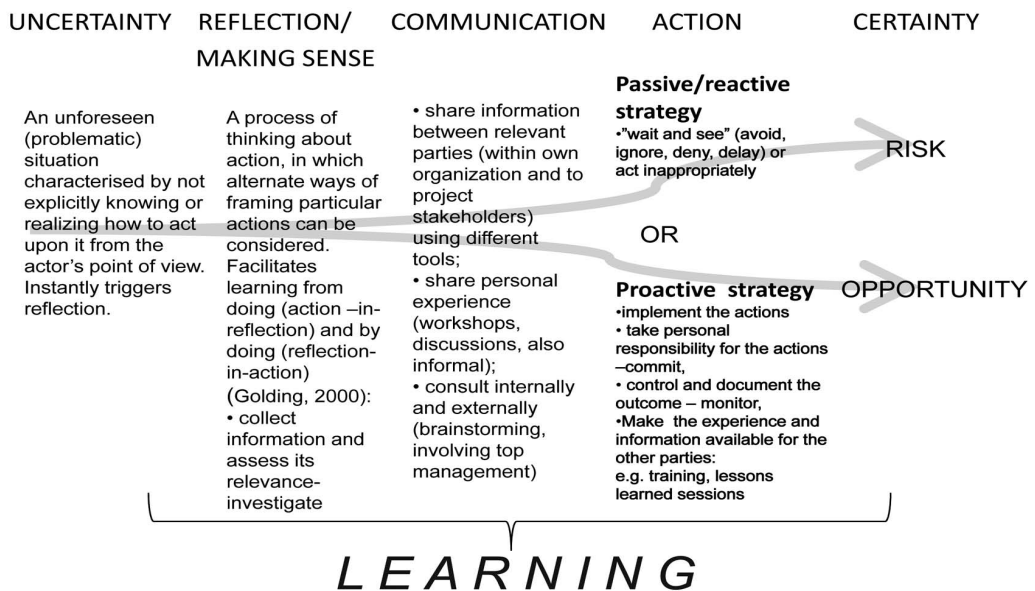 UNCERTAINTY
REFLECTION/
MAKING SENSE
COMMUNICATION
ACTION
CERTAINTY
An unforeseen
(problematic)
situation
characterised by not
explicitly knowing or
realizing how to act
upon it from the
actor's point of view.
Instantly triggers
reflection.
A process of
thinking about
action, in which
alternate ways of
framing particular
actions can be
considered.
Facilitates
learning from
doing (action –in-
reflection) and by
doing (reflection-
in-action)
(Golding, 2000):
• collect
information and
assess its
relevance-
investigate
• share information
between relevant
parties (within own
organization and to
project
stakeholders)
using different
tools;
• share personal
experience
(workshops,
discussions, also
informal);
• consult internally
and externally
(brainstorming,
involving top
management)
Passive/reactive
strategy
•"wait and see" (avoid,
ignore, deny, delay) or
act inappropriately
OR
Proactive strategy
•implement the actions
• take personal
responsibility for the actions
–commit,
• control and document the
outcome – monitor,
•Make the experience and
information available for the
other parties:
e.g. training, lessons
learned sessions
RISK
OPPORTUNITY
LEARNING